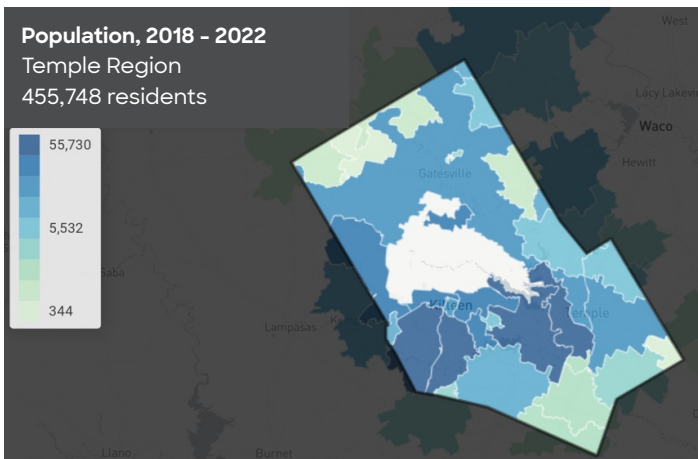 Population, 2018 - 2022
Temple Region
455,748 residents
55,730
5,532
344
West
Lacy Lakevi
Waco
Hewitt
Gatesville
Saba
Killeen
Temple
Lampasas
K
Llano
Burnet